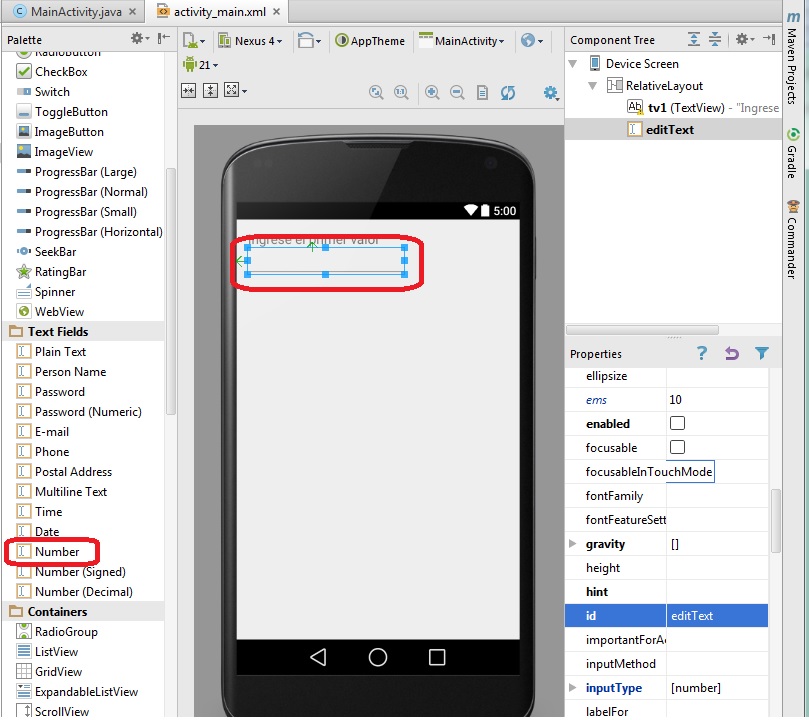 MainActivity.java
activity_main.xml
Palette
Nexus 4
AppTheme
MainActivity
21
RadioButton
CheckBox
Switch
ToggleButton
ImageButton
ImageView
ProgressBar (Large)
ProgressBar (Normal)
ProgressBar (Small)
ProgressBar (Horizontal)
SeekBar
RatingBar
Spinner
WebView
Text Fields
Plain Text
Person Name
Password
Password (Numeric)
E-mail
Phone
Postal Address
Multiline Text
Time
Date
Number
Number (Signed)
Number (Decimal)
Containers
RadioGroup
ListView
GridView
ExpandableListView
ScrollView
5:00
Ingrese el primer valor
Component Tree
Device Screen
RelativeLayout
Ab tv1 (TextView) - "Ingrese
editText
Properties
ellipsize
ems 10
enabled
focusable
focusableInTouchMode
fontFamily
fontFeatureSett
gravity []
height
hint
id editText
importantForAc
inputMethod
inputType [number]
labelFor
Maven Projects
Gradle
Commander